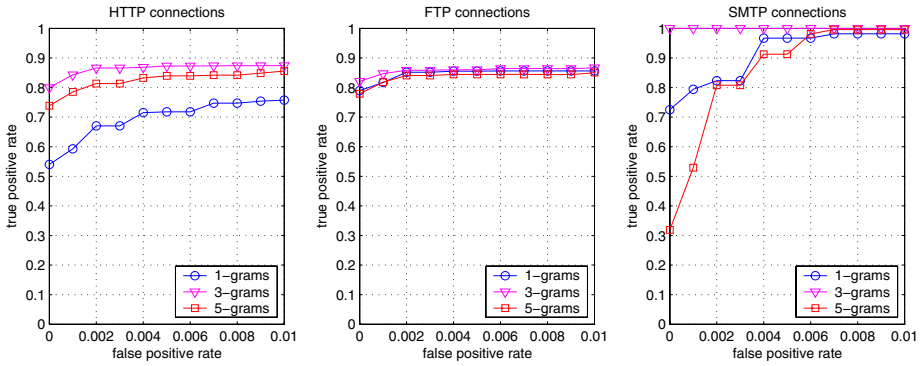 HTTP connections
1
0.9
0.8
0.7
0.6
0.5
0.4
0.3
0.2
0.1
0
true positive rate
0 0.002 0.004 0.006 0.008 0.01
false positive rate
1−grams
3−grams
5−grams
FTP connections
1
0.9
0.8
0.7
0.6
0.5
0.4
0.3
0.2
0.1
0
true positive rate
0 0.002 0.004 0.006 0.008 0.01
false positive rate
1−grams
3−grams
5−grams
SMTP connections
1
0.9
0.8
0.7
0.6
0.5
0.4
0.3
0.2
0.1
0
true positive rate
0 0.002 0.004 0.006 0.008 0.01
false positive rate
1−grams
3−grams
5−grams